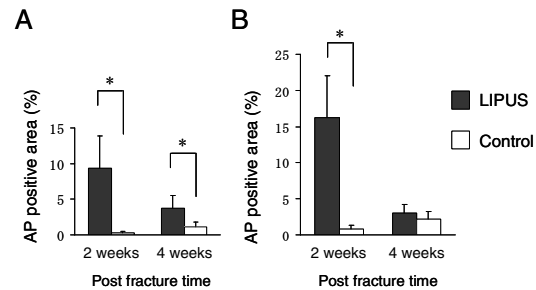 A
B
*
*
*
AP positive area (%)
15
10
5
0
2 weeks
4 weeks
Post fracture time
AP positive area (%)
25
20
15
10
5
0
2 weeks
4 weeks
Post fracture time
LIPUS
Control